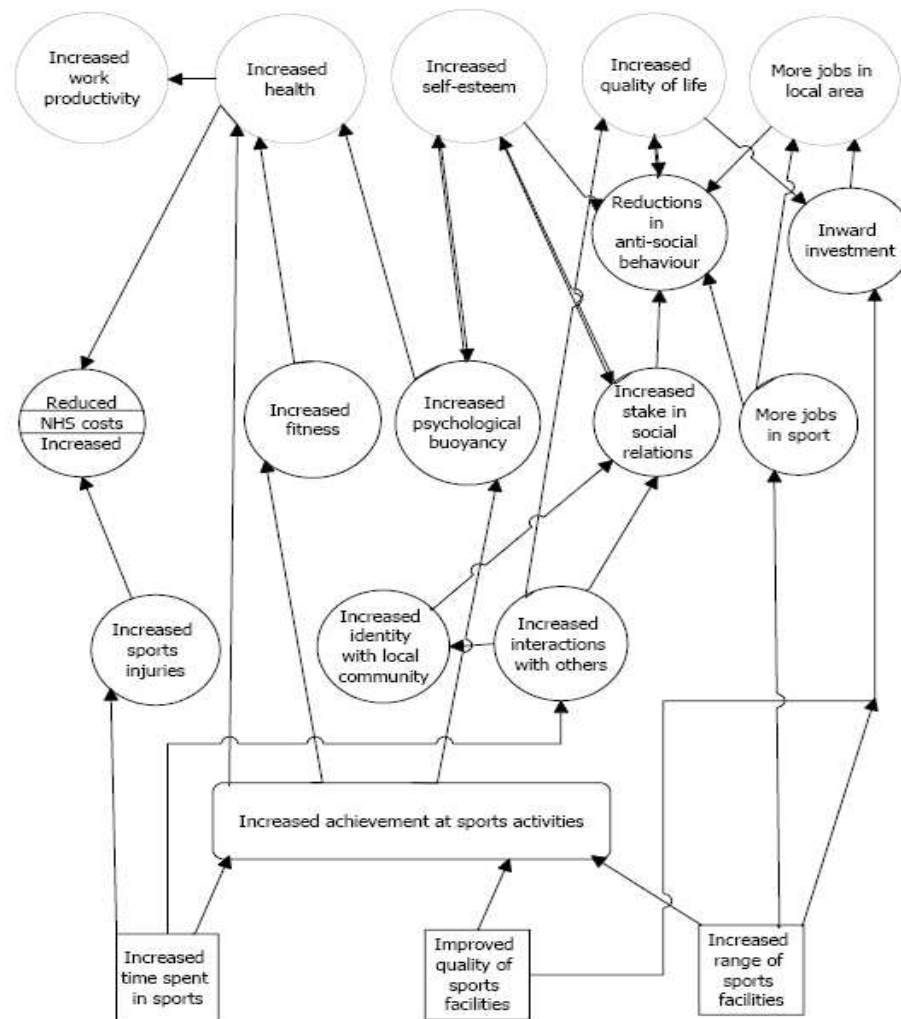 Increased
work
productivity
Increased
health
Increased
self-esteem
Increased
quality of life
More jobs in
local area
Reductions
in
anti-social
behaviour
Inward
investment
Reduced
NHS costs
Increased
Increased
fitness
Increased
psychological
buoyancy
Increased
stake in
social
relations
More jobs
in sport
Increased
sports
injuries
Increased
identity
with local
community
Increased
interactions
with others
Increased achievement at sports activities
Increased
time spent
in sports
Improved
quality of
sports
facilities
Increased
range of
sports
facilities